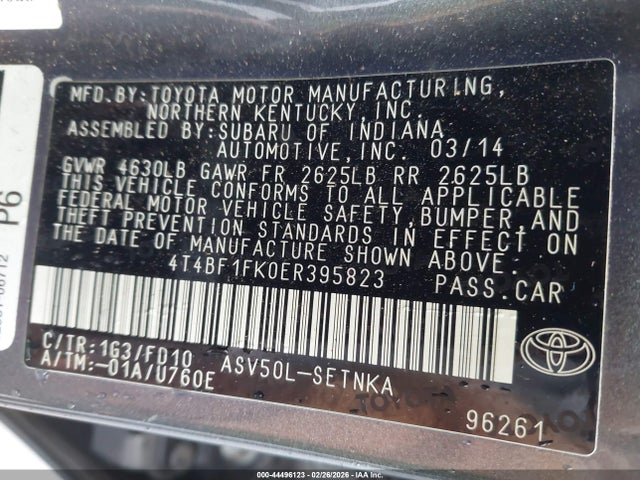 MFD.BY:TOYOTA MOTOR MANUFACTURING,
NORTHERN KENTUCKY,INC.
ASSEMBLED BY:SUBARU OF INDIANA
AUTOMOTIVE,INC. 03/14
GVWR 4630LB GAWR FR 2625LB RR 2625LB
THIS VEHICLE CONFORMS TO ALL APPLICABLE
FEDERAL MOTOR VEHICLE SAFETY,BUMPER,AND
THEFT PREVENTION STANDARDS IN EFFECT ON
THE DATE OF MANUFACTURE SHOWN ABOVE.
4T4BF1FK0ER395823 PASS.CAR
C/TR:1G3/FD10 ASV50L-SETNKA
A/TM:-01A/U760E
96261
P6
000-44496123 - 02/26/2026 - IAAI.COM